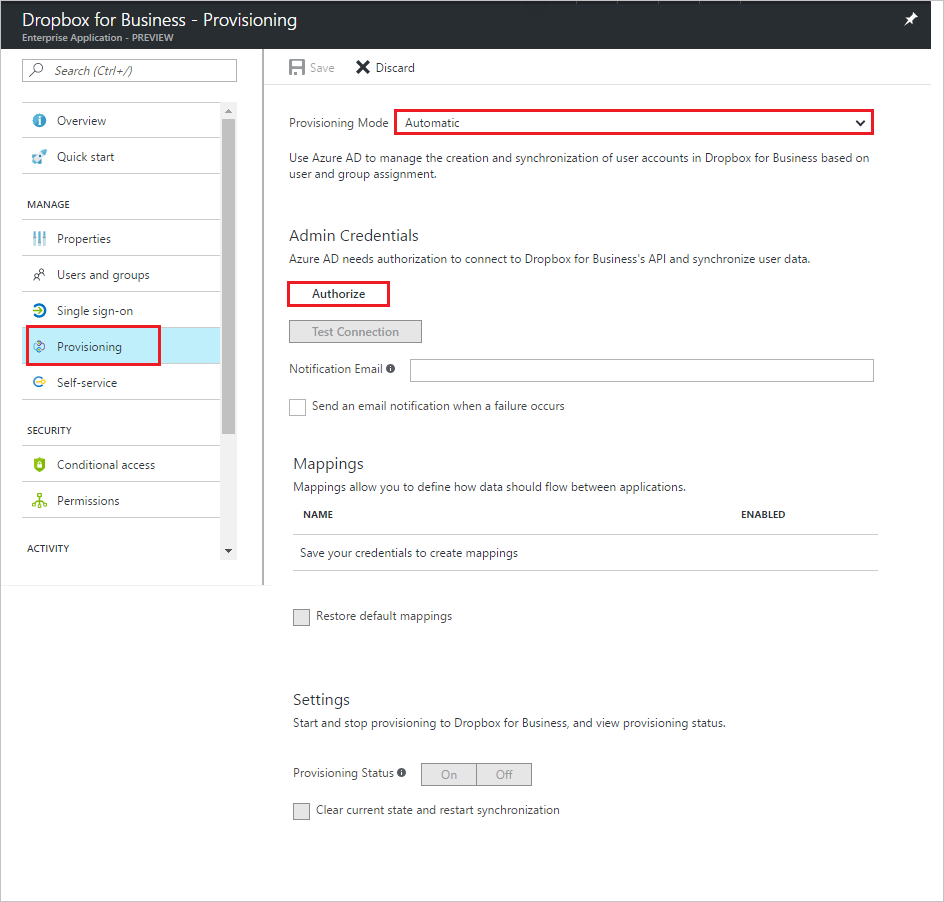 Dropbox for Business - Provisioning
Enterprise Application - PREVIEW
Search (Ctrl+/)
Overview
Quick start
MANAGE
Properties
Users and groups
Single sign-on
Provisioning
Self-service
SECURITY
Conditional access
Permissions
ACTIVITY
Save
Discard
Provisioning Mode
Automatic
Use Azure AD to manage the creation and synchronization of user accounts in Dropbox for Business based on
user and group assignment.
Admin Credentials
Azure AD needs authorization to connect to Dropbox for Business's API and synchronize user data.
Authorize
Test Connection
Notification Email
Send an email notification when a failure occurs
Mappings
Mappings allow you to define how data should flow between applications.
NAME ENABLED
Save your credentials to create mappings
Restore default mappings
Settings
Start and stop provisioning to Dropbox for Business, and view provisioning status.
Provisioning Status
On Off
Clear current state and restart synchronization